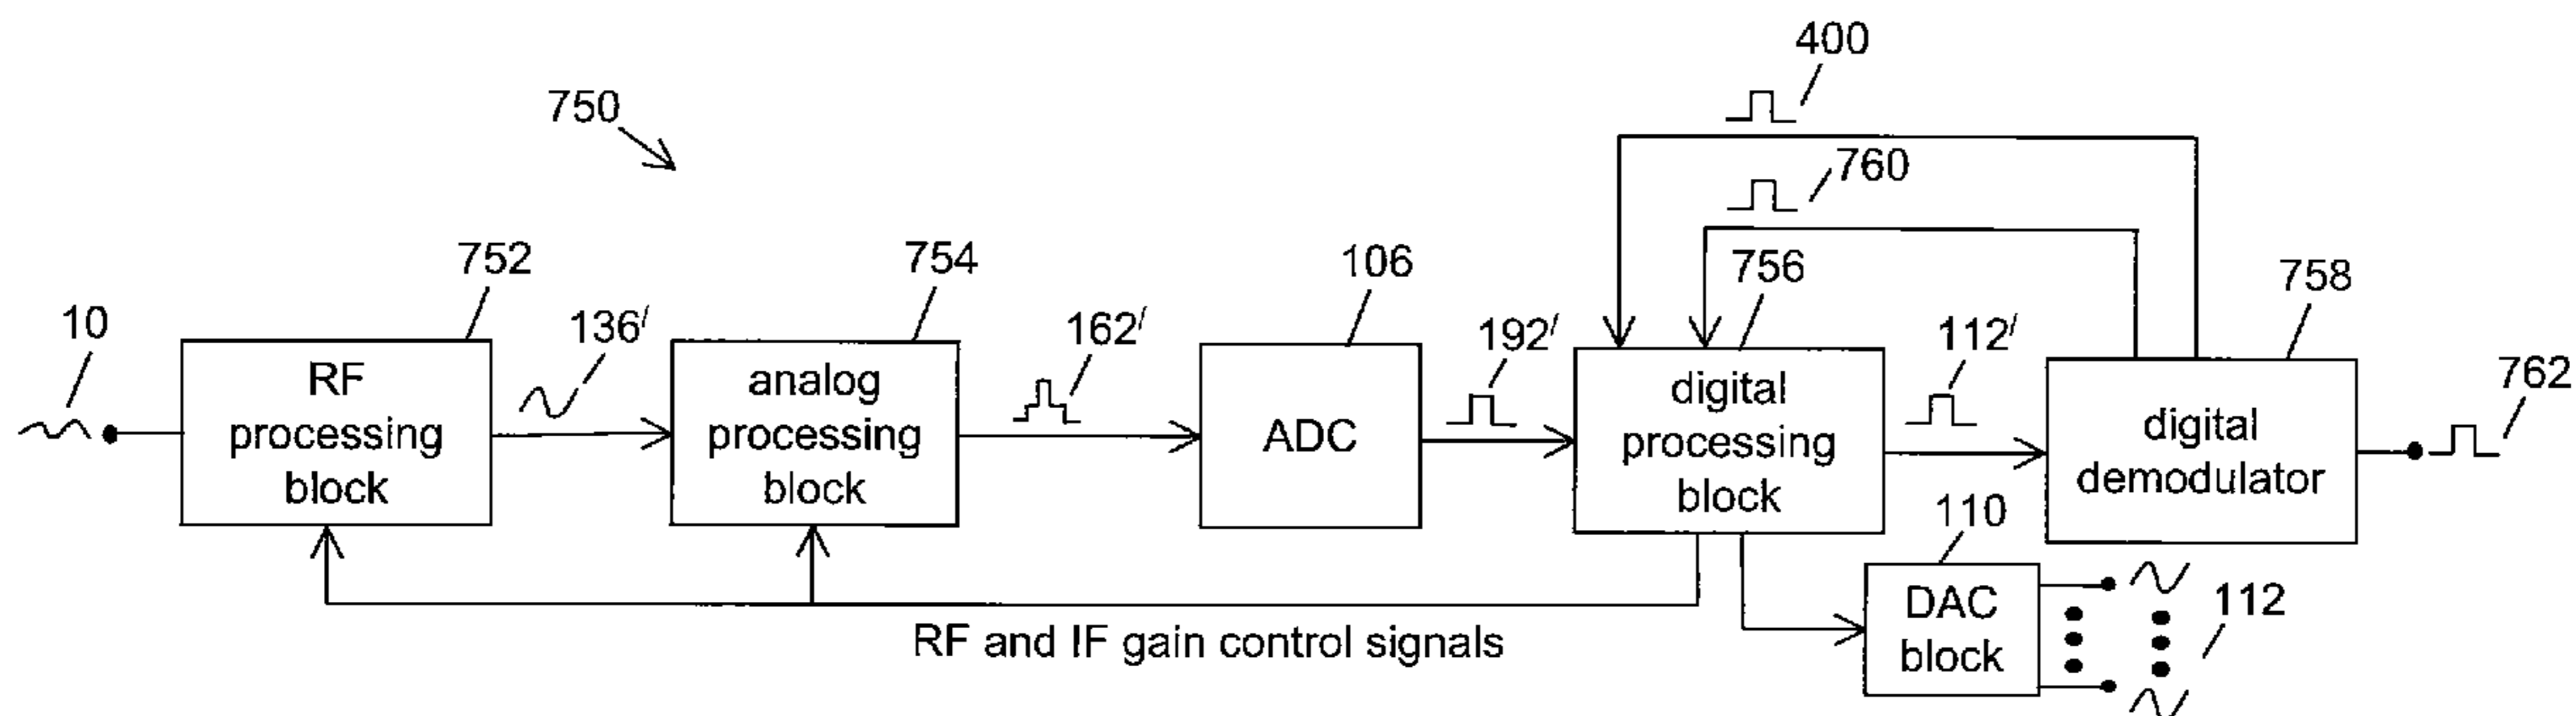 400
750
760
752
754
106
756
758
10
136/
162/
192/
112/
762
RF
processing
block
analog
processing
block
ADC
digital
processing
block
digital
demodulator
110
DAC
block
112
RF and IF gain control signals